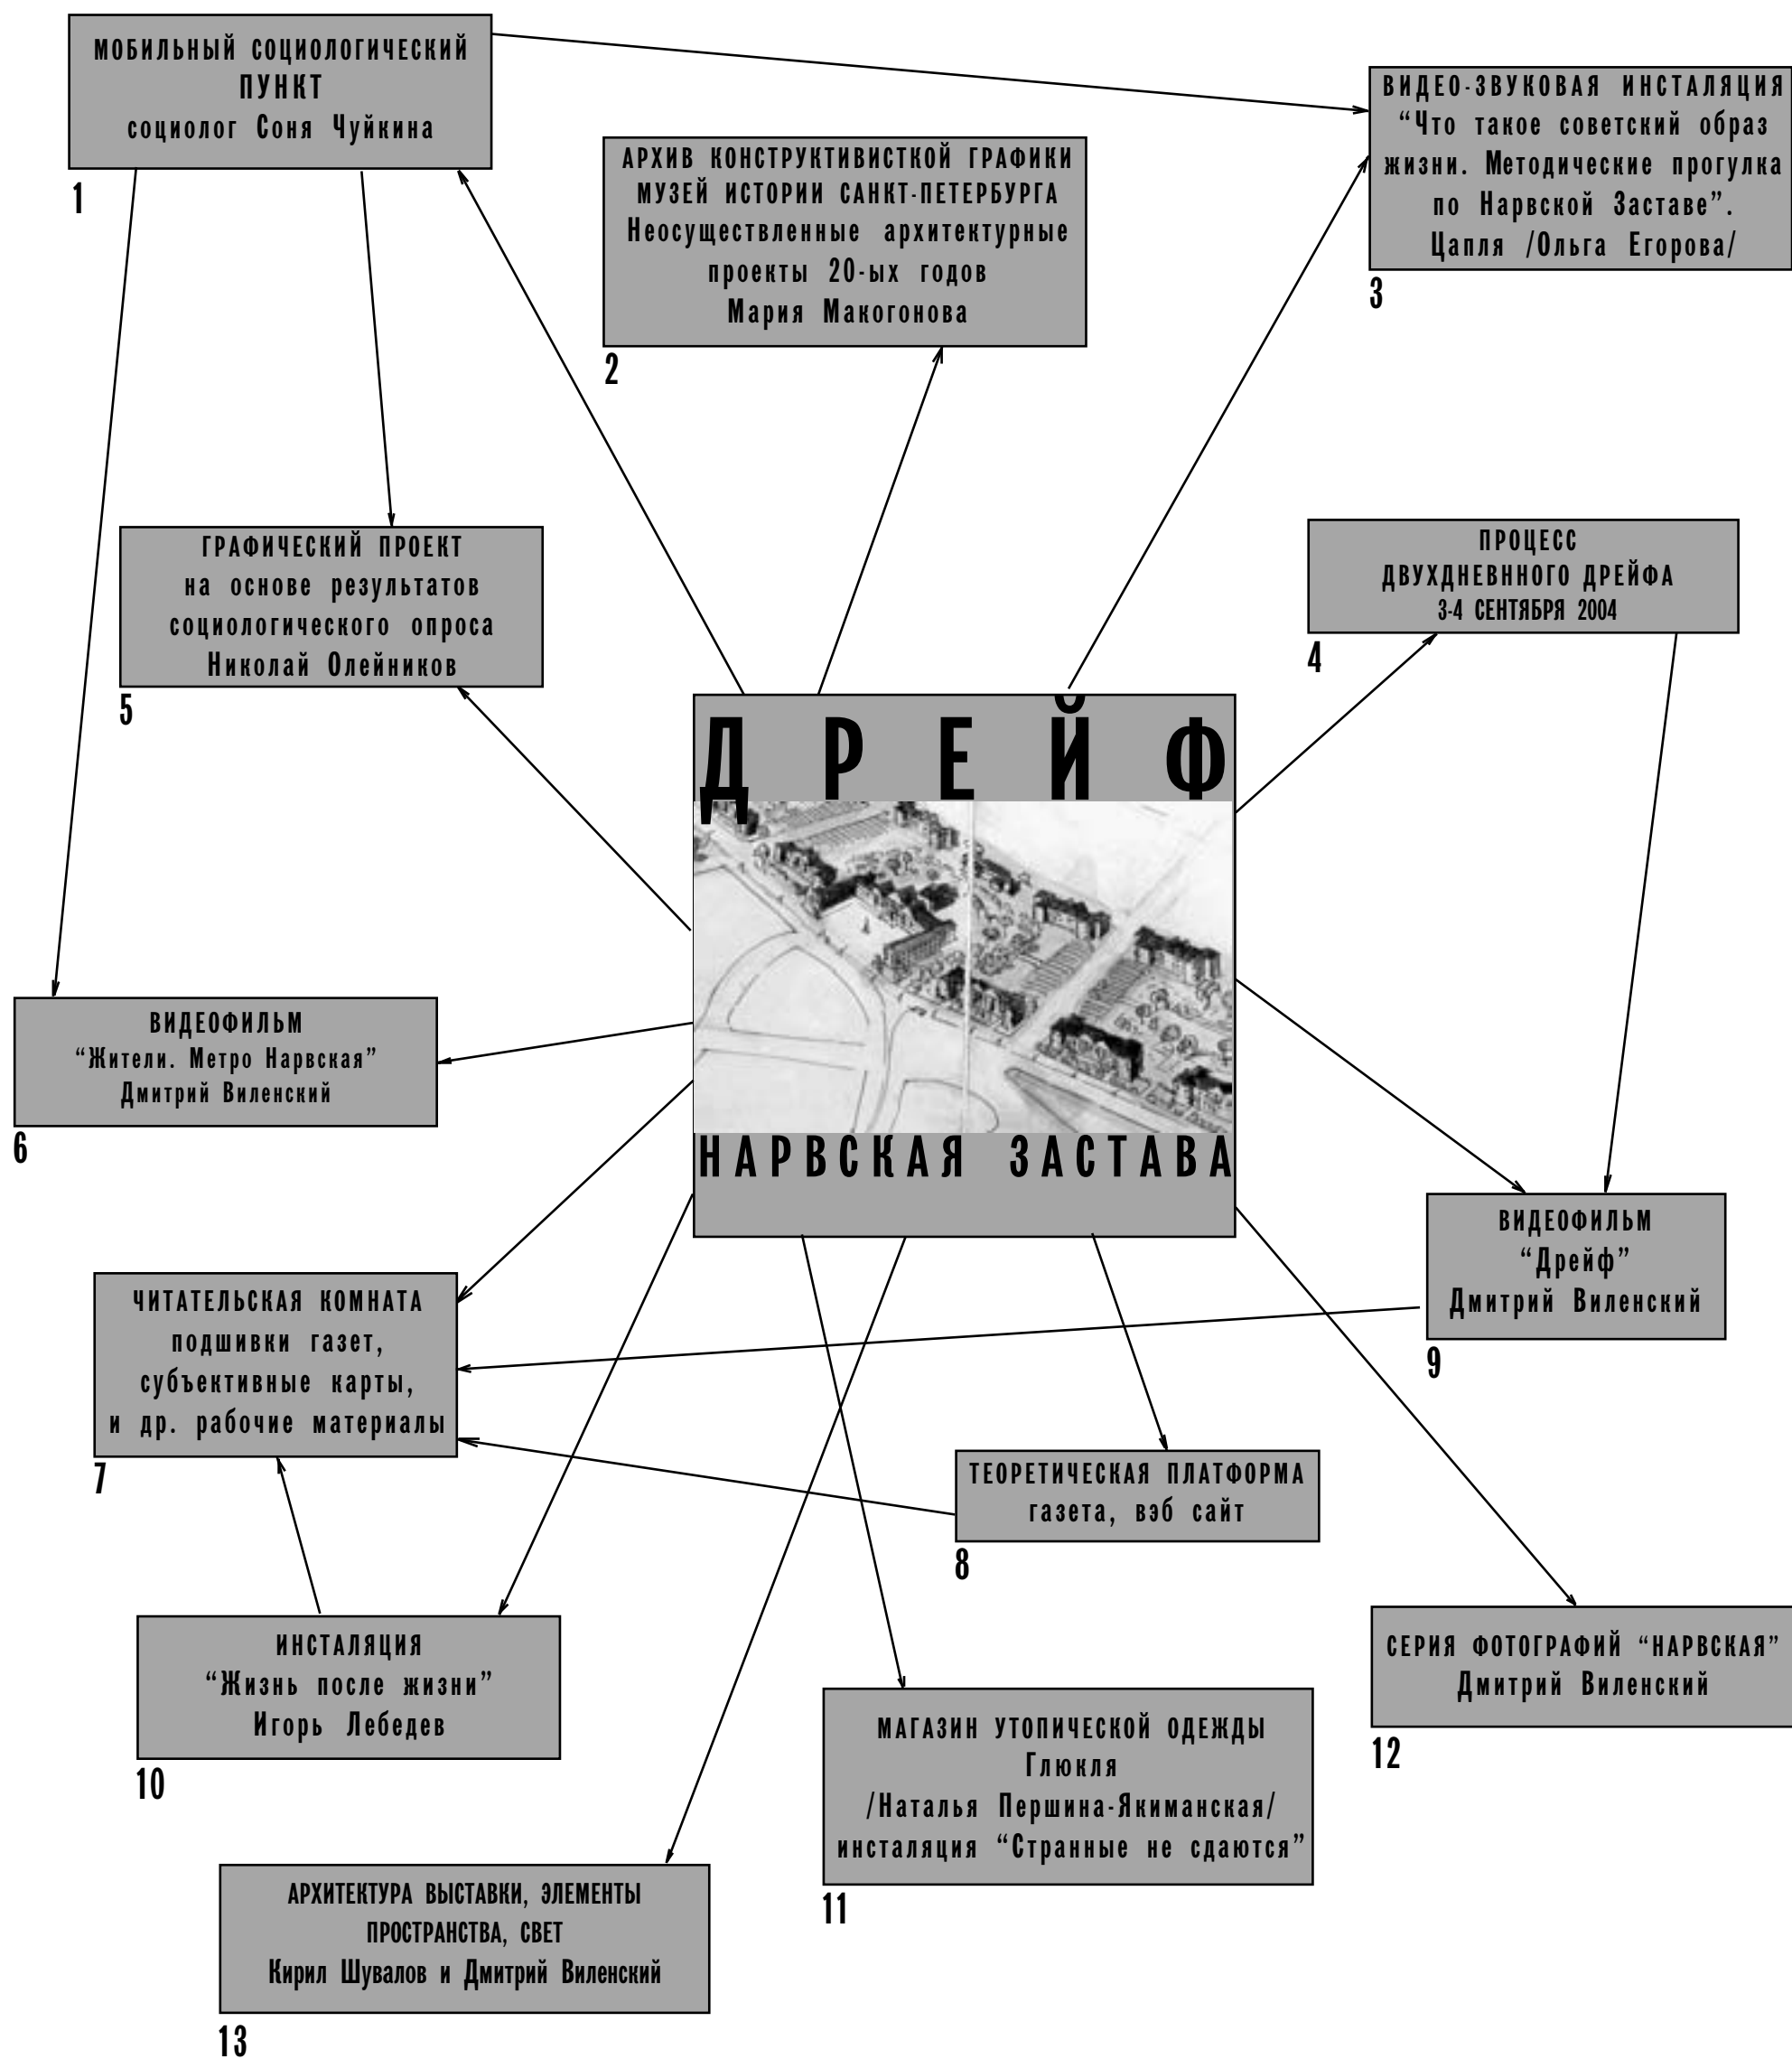 МОБИЛЬНЫЙ СОЦИОЛОГИЧЕСКИЙ
ПУНКТ
социолог Соня Чуйкина
1
АРХИВ КОНСТРУКТИВИСТКОЙ ГРАФИКИ
МУЗЕЙ ИСТОРИИ САНКТ-ПЕТЕРБУРГА
Неосуществленные архитектурные
проекты 20-ых годов
Мария Макогонова
2
ВИДЕО-ЗВУКОВАЯ ИНСТАЛЯЦИЯ
“Что такое советский образ
жизни. Методические прогулка
по Нарвской Заставе”.
Цапля /Ольга Егорова/
3
ПРОЦЕСС
ДВУХДНЕВННОГО ДРЕЙФА
3-4 СЕНТЯБРЯ 2004
4
ГРАФИЧЕСКИЙ ПРОЕКТ
на основе результатов
социологического опроса
Николай Олейников
5
ДРЕЙФ
НАРВСКАЯ ЗАСТАВА
ВИДЕОФИЛЬМ
“Жители. Метро Нарвская”
Дмитрий Виленский
6
ЧИТАТЕЛЬСКАЯ КОМНАТА
подшивки газет,
субъективные карты,
и др. рабочие материалы
7
ТЕОРЕТИЧЕСКАЯ ПЛАТФОРМА
газета, вэб сайт
8
ВИДЕОФИЛЬМ
“Дрейф”
Дмитрий Виленский
9
ИНСТАЛЯЦИЯ
“Жизнь после жизни”
Игорь Лебедев
10
МАГАЗИН УТОПИЧЕСКОЙ ОДЕЖДЫ
Глюкля
/Наталья Першина-Якиманская/
инсталяция “Странные не сдаются”
11
СЕРИЯ ФОТОГРАФИЙ “НАРВСКАЯ”
Дмитрий Виленский
12
АРХИТЕКТУРА ВЫСТАВКИ, ЭЛЕМЕНТЫ
ПРОСТРАНСТВА, СВЕТ
Кирил Шувалов и Дмитрий Виленский
13